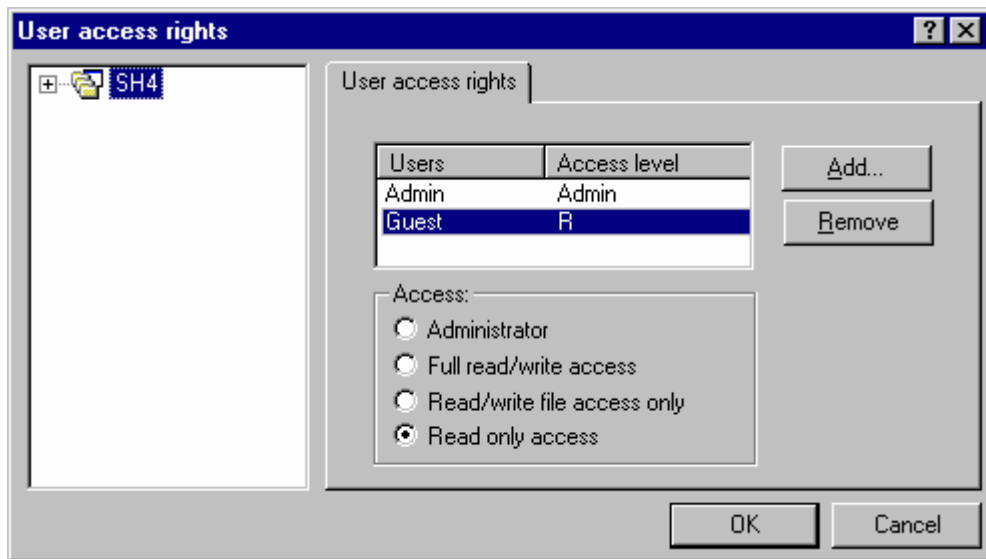 User access rights
SH4
User access rights
Users Access level
Admin Admin
Guest R
Add...
Remove
Access:
Administrator
Full read/write access
Read/write file access only
Read only access
OK Cancel